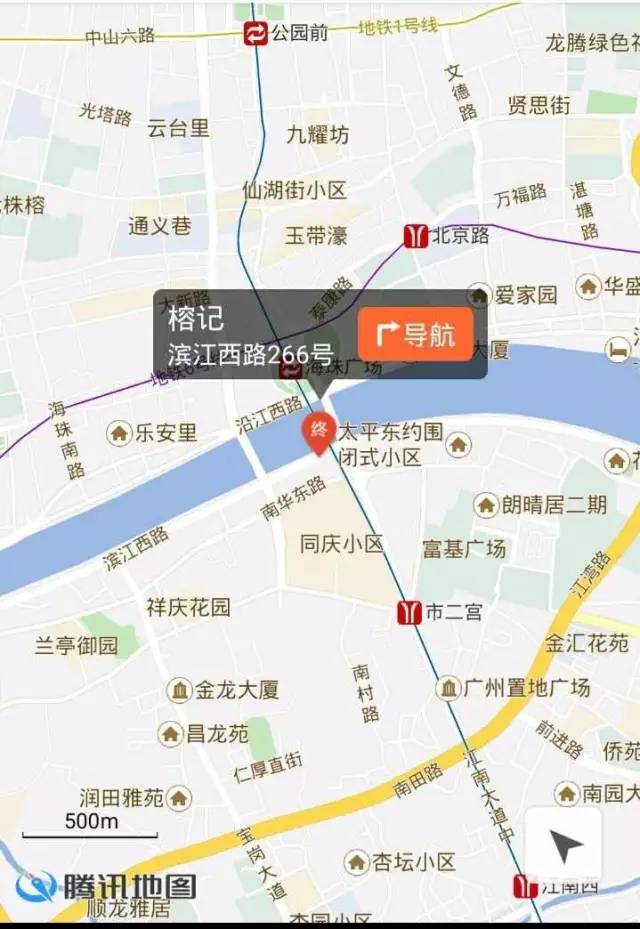 中山六路
公园前
地铁1号线
龙腾绿色
文德路
贤思街
光塔路
云台里
九耀坊
株榕
仙湖街小区
万福路
湛塘路
通义巷
玉带濠
北京路
大新路
泰康路
爱家园
华盛
榕记
滨江西路266号
导航
大厦
地铁6号
海珠广场
海珠南路
乐安里
沿江西路
终
太平东约围
闭式小区
南华东路
朗晴居二期
滨江西路
同庆小区
富基广场
江湾路
祥庆花园
市二宫
兰亭御园
金汇花苑
金龙大厦
南村路
广州置地广场
昌龙苑
前进路
侨苑
仁厚直街
南田路
江南大道中
润田雅苑
南园大
500m
宝岗大道
杏坛小区
腾讯地图
江南西
顺龙雅居
杏园小区